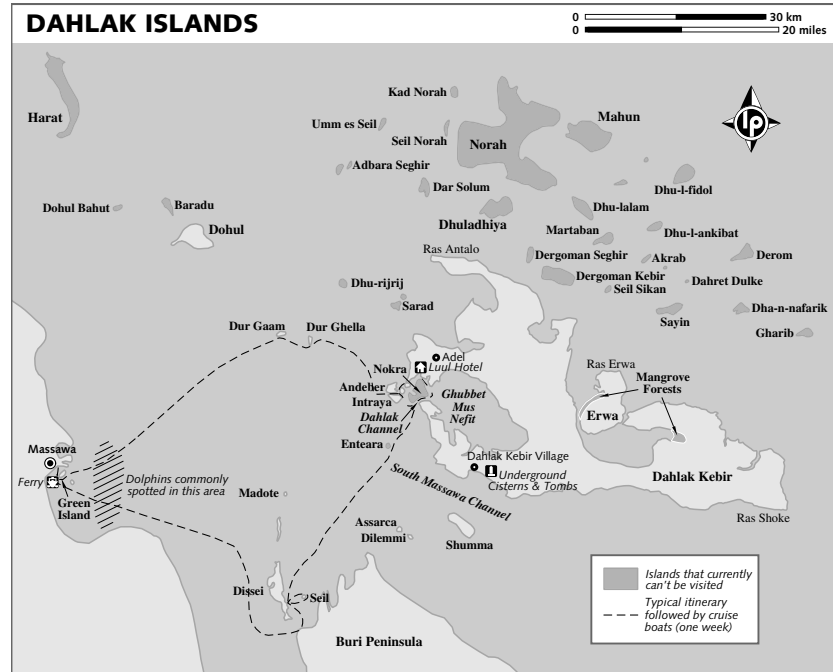 DAHLAK ISLANDS
0 30 km
0 20 miles
lp
Harat
Kad Norah
Umm es Seil
Seil Norah
Norah
Mahun
Adbara Seghir
Dar Solum
Dhu-l-fidol
Dohul Bahut
Baradu
Dohul
Dhuladhiya
Dhu-lalam
Martaban
Dhu-l-ankibat
Ras Antalo
Dergoman Seghir
Akrab
Derom
Dhu-rijrij
Dergoman Kebir
Seil Sikan
Dahret Dulke
Sarad
Sayin
Dha-n-nafarik
Gharib
Dur Gaam
Dur Ghella
Adel
Luul Hotel
Nokra
Andeber
Intraya
Dahlak
Channel
Ghubbet
Mus
Nefit
Ras Erwa
Mangrove
Forests
Erwa
Enteara
Massawa
Ferry
Green
Island
Dolphins commonly
spotted in this area
Dahlak Kebir Village
Underground
Cisterns & Tombs
Dahlak Kebir
South Massawa Channel
Madote
Assarca
Dilemmi
Shumma
Ras Shoke
Dissei
Seil
Buri Peninsula
Islands that currently
can't be visited
Typical itinerary
followed by cruise
boats (one week)